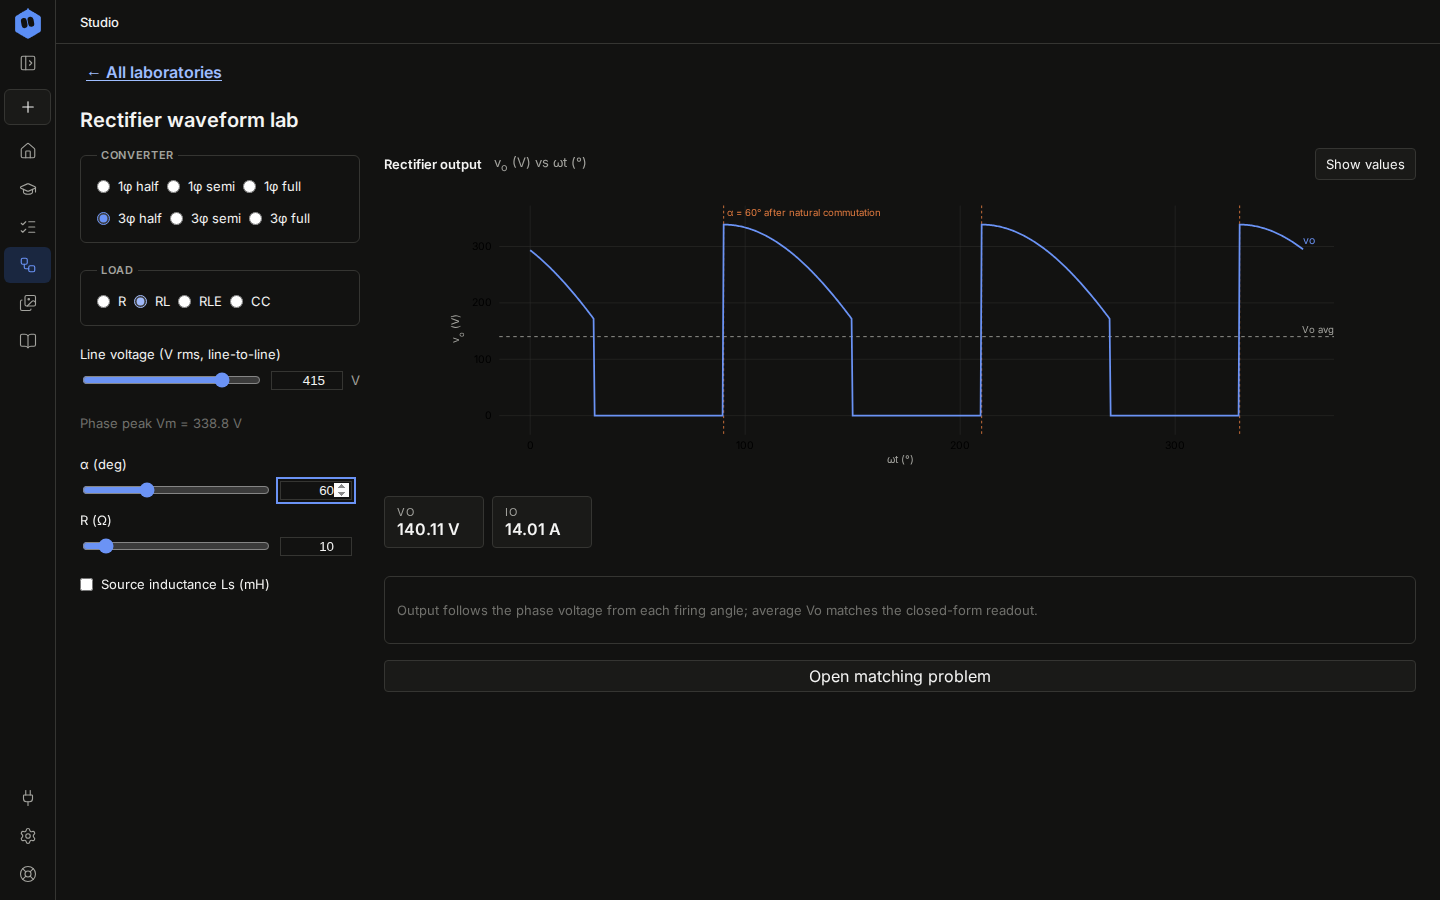 Studio
← All laboratories
Rectifier waveform lab
CONVERTER
1φ half 1φ semi 1φ full
3φ half 3φ semi 3φ full
LOAD
R RL RLE CC
Line voltage (V rms, line-to-line)
415 V
Phase peak Vm = 338.8 V
α (deg)
60
R (Ω)
10
Source inductance Ls (mH)
Rectifier output vo (V) vs ωt (°)
Show values
α = 60° after natural commutation
vo
300
200
Vo avg
100
0
vo (V)
0 100 200 300
ωt (°)
VO
140.11 V
IO
14.01 A
Output follows the phase voltage from each firing angle; average Vo matches the closed-form readout.
Open matching problem